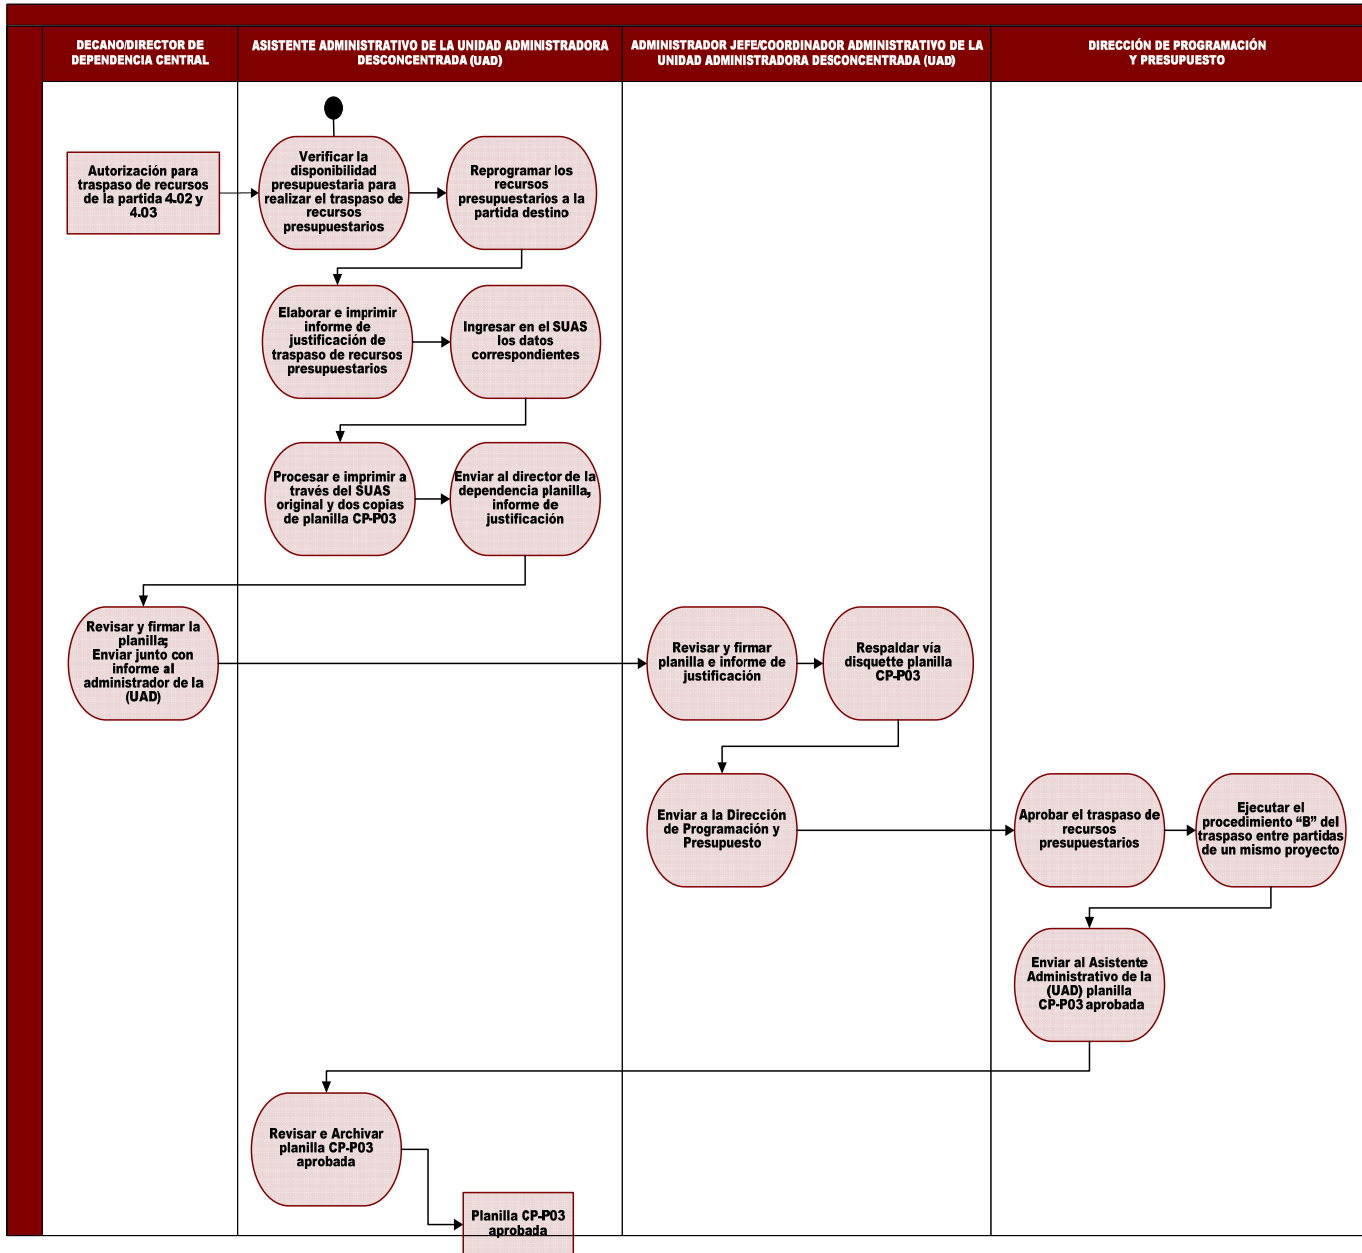 DECANO/DIRECTOR DE
DEPENDENCIA CENTRAL
ASISTENTE ADMINISTRATIVO DE LA UNIDAD ADMINISTRADORA
DESCONCENTRADA (UAD)
ADMINISTRADOR JEFE/COORDINADOR ADMINISTRATIVO DE LA
UNIDAD ADMINISTRADORA DESCONCENTRADA (UAD)
DIRECCIÓN DE PROGRAMACIÓN
Y PRESUPUESTO
Autorización para
traspaso de recursos
de la partida 4.02 y
4.03
Verificar la
disponibilidad
presupuestaria para
realizar el traspaso de
recursos
presupuestarios
Reprogramar los
recursos
presupuestarios a la
partida destino
Elaborar e imprimir
informe de
justificación de
traspaso de recursos
presupuestarios
Ingresar en el SUAS
los datos
correspondientes
Procesar e imprimir a
través del SUAS
original y dos copias
de planilla CP-P03
Enviar al director de la
dependencia planilla,
informe de
justificación
Revisar y firmar la
planilla;
Enviar junto con
informe al
administrador de la
(UAD)
Revisar y firmar
planilla e informe de
justificación
Respaldar vía
disquette planilla
CP-P03
Enviar a la Dirección
de Programación y
Presupuesto
Aprobar el traspaso de
recursos
presupuestarios
Ejecutar el
procedimiento “B” del
traspaso entre partidas
de un mismo proyecto
Enviar al Asistente
Administrativo de la
(UAD) planilla
CP-P03 aprobada
Revisar e Archivar
planilla CP-P03
aprobada
Planilla CP-P03
aprobada